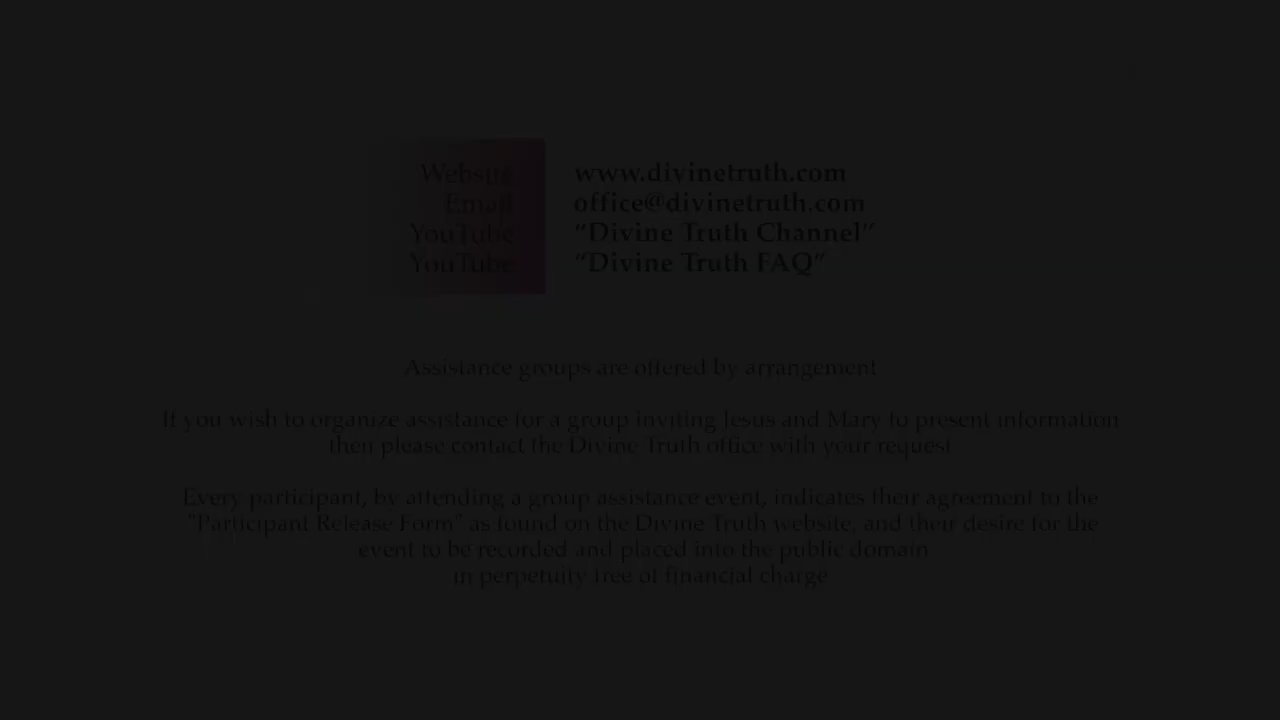 Website www.divinetruth.com
Email office@divinetruth.com
YouTube “Divine Truth Channel”
YouTube “Divine Truth FAQ”
Assistance groups are offered by arrangement
If you wish to organize assistance for a group inviting Jesus and Mary to present information
then please contact the Divine Truth office with your request
Every participant, by attending a group assistance event, indicates their agreement to the
"Participant Release Form" as found on the Divine Truth website, and their desire for the
event to be recorded and placed into the public domain
in perpetuity free of financial charge